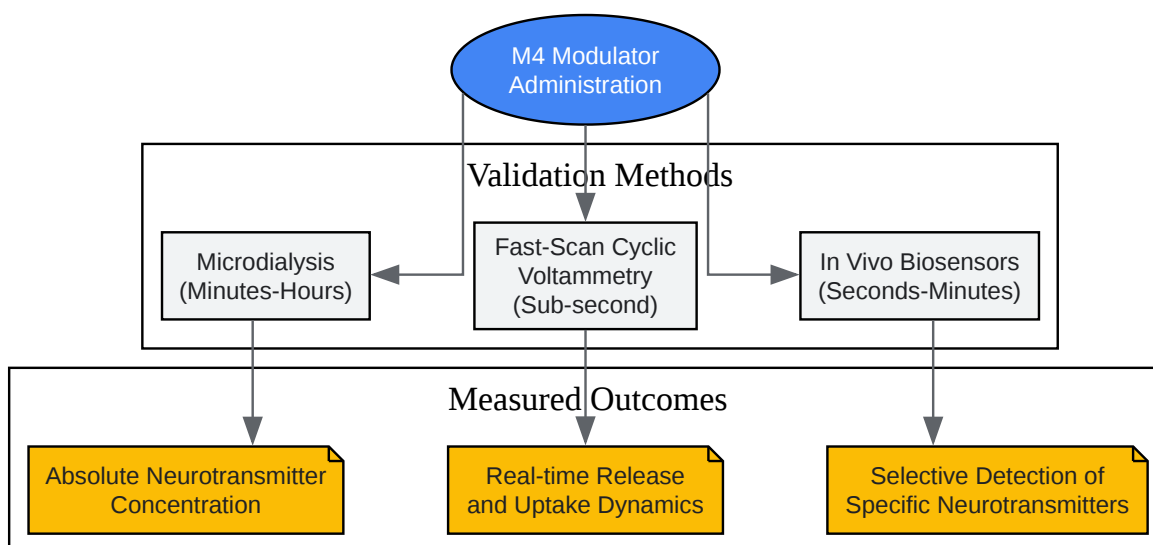 M4 Modulator
Administration
Validation Methods
Microdialysis
(Minutes-Hours)
Fast-Scan Cyclic
Voltammetry
(Sub-second)
In Vivo Biosensors
(Seconds-Minutes)
Measured Outcomes
Absolute Neurotransmitter
Concentration
Real-time Release
and Uptake Dynamics
Selective Detection of
Specific Neurotransmitters